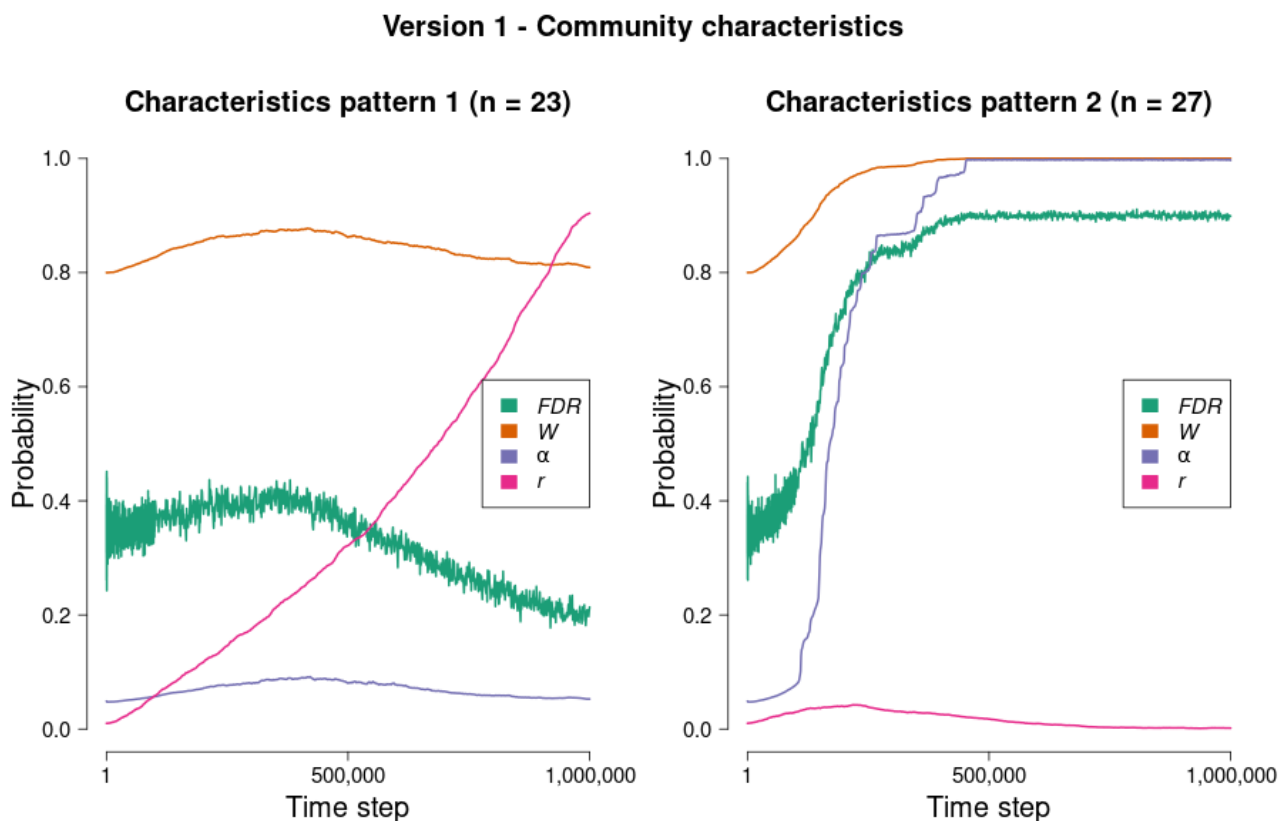 Version 1 - Community characteristics
Characteristics pattern 1 (n = 23)
1.0
0.8
0.6
0.4
0.2
0.0
Probability
FDR
W
α
r
1
500,000
1,000,000
Time step
Characteristics pattern 2 (n = 27)
1.0
0.8
0.6
0.4
0.2
0.0
Probability
FDR
W
α
r
1
500,000
1,000,000
Time step